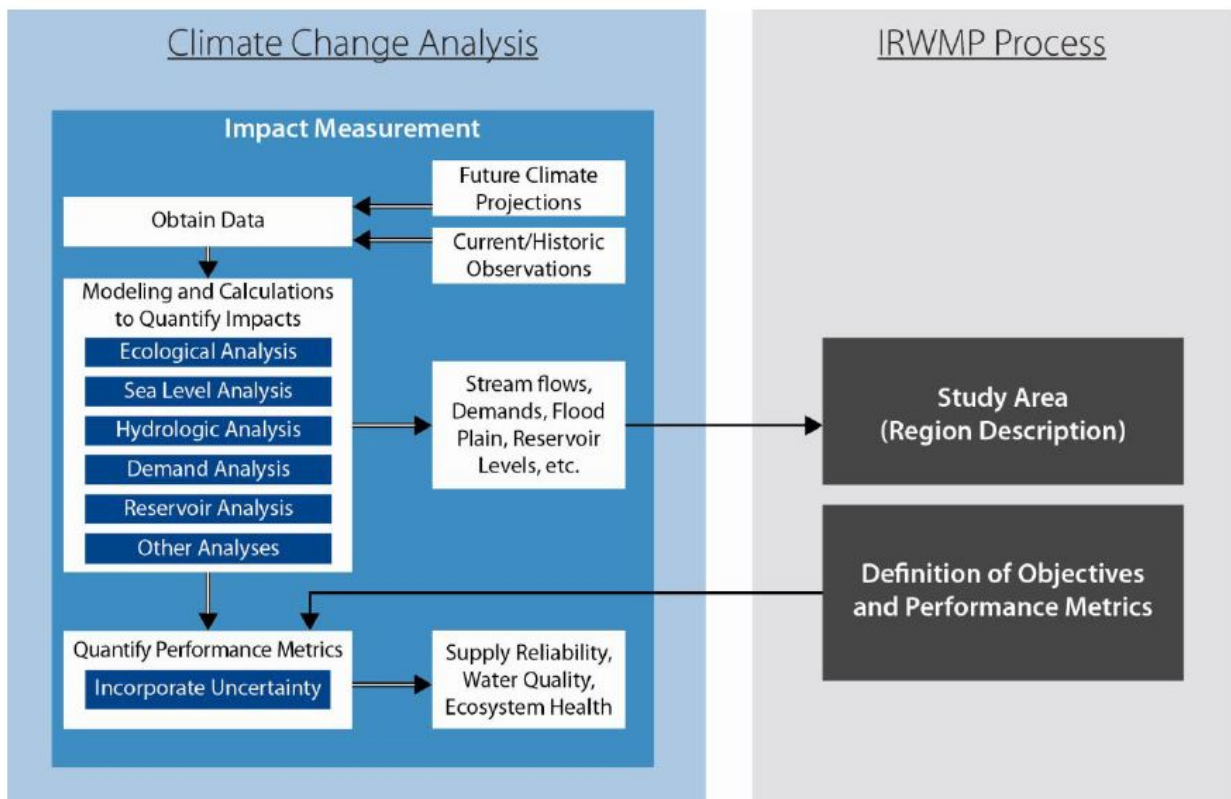 Climate Change Analysis
IRWMP Process
Impact Measurement
Future Climate
Projections
Obtain Data
Current/Historic
Observations
Modeling and Calculations
to Quantify Impacts
Ecological Analysis
Sea Level Analysis
Hydrologic Analysis
Demand Analysis
Reservoir Analysis
Other Analyses
Stream flows,
Demands, Flood
Plain, Reservoir
Levels, etc.
Study Area
(Region Description)
Definition of Objectives
and Performance Metrics
Quantify Performance Metrics
Incorporate Uncertainty
Supply Reliability,
Water Quality,
Ecosystem Health